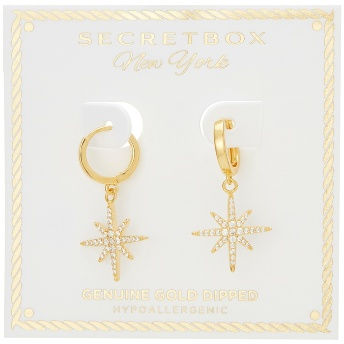 SECRETBOX
New York
GENUINE GOLD DIPPED
HYPOALLERGENIC